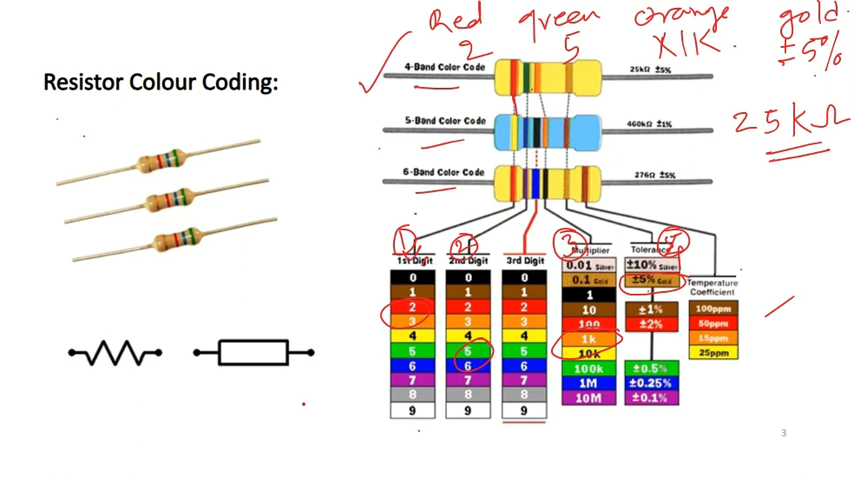 Red green orange gold
2 5 X1K. ±5%
Resistor Colour Coding:
4-Band Color Code
25kΩ ±5%
25KΩ
5-Band Color Code
460kΩ ±1%
6-Band Color Code
276Ω ±5%
1 2 3 4
1st Digit 2nd Digit 3rd Digit Multiplier Tolerance
Temperature
Coefficient
0 0 0 0.01 Silver ±10% Silver
1 1 1 0.1 Gold ±5% Gold
2 2 2 1
3 3 3 10 ±1% 100ppm
4 4 4 100 ±2% 50ppm
5 5 5 1k 15ppm
6 6 6 10k 25ppm
7 7 7 100k ±0.5%
8 8 8 1M ±0.25%
9 9 9 10M ±0.1%
3